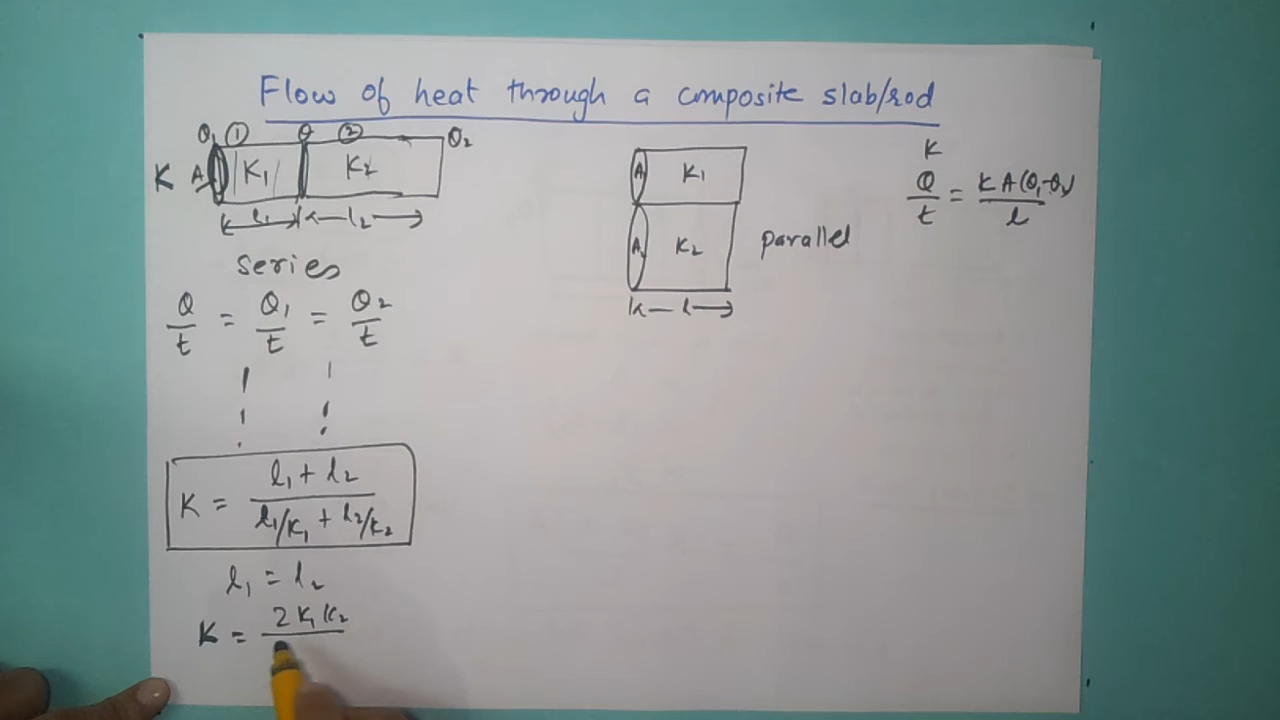 Flow of heat through a composite slab/rod
θ₁ ① θ ② θ₂
K A K₁ K₂
l₁ l₂
series
Q/t = Q₁/t = Q₂/t
K = (l₁ + l₂)/(l₁/K₁ + l₂/K₂)
l₁ = l₂
K = 2K₁K₂
A K₁
A K₂
l
parallel
K
Q/t = KA(θ₁-θ₂)/l